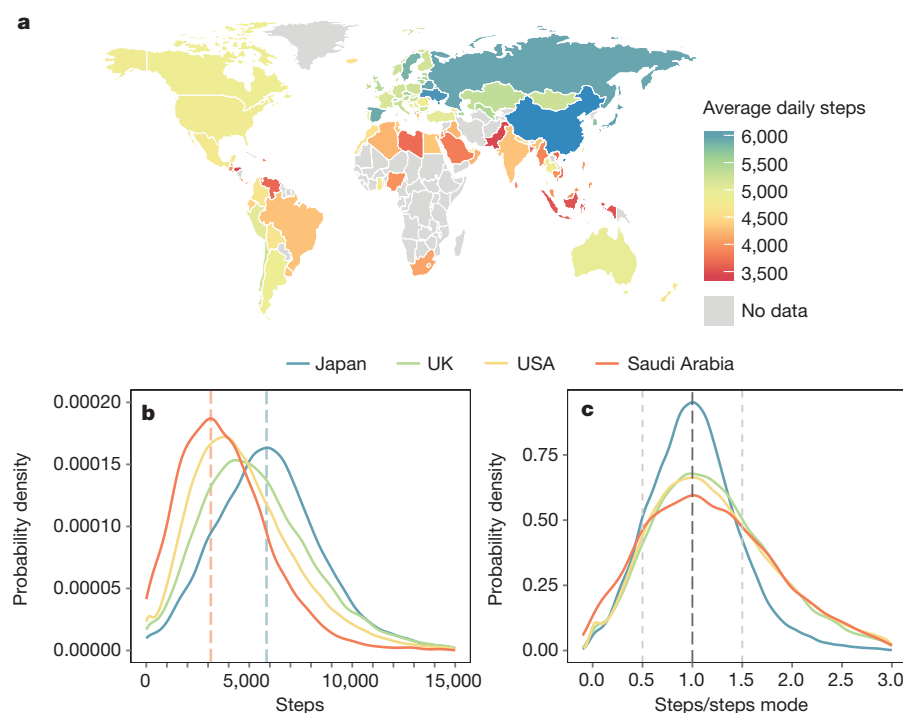 a
Average daily steps
6,000
5,000
4,500
4,000
3,500
No data
Japan UK USA Saudi Arabia
b
Probability density
0.00020
0.00015
0.00010
0.00005
0.00000
0 5,000 10,000 15,000
Steps
c
Probability density
0.75
0.50
0.25
0.00
0.0 0.5 1.0 1.5 2.0 2.5 3.0
Steps/steps mode